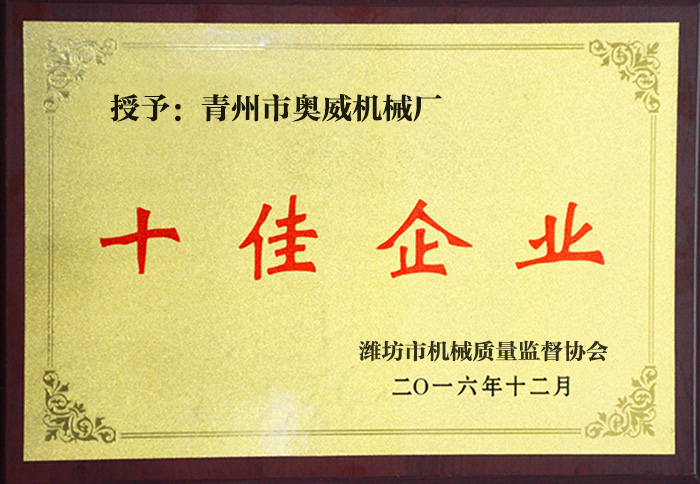 授予：青州市奥威机械厂
十佳企业
潍坊市机械质量监督协会
二〇一六年十二月